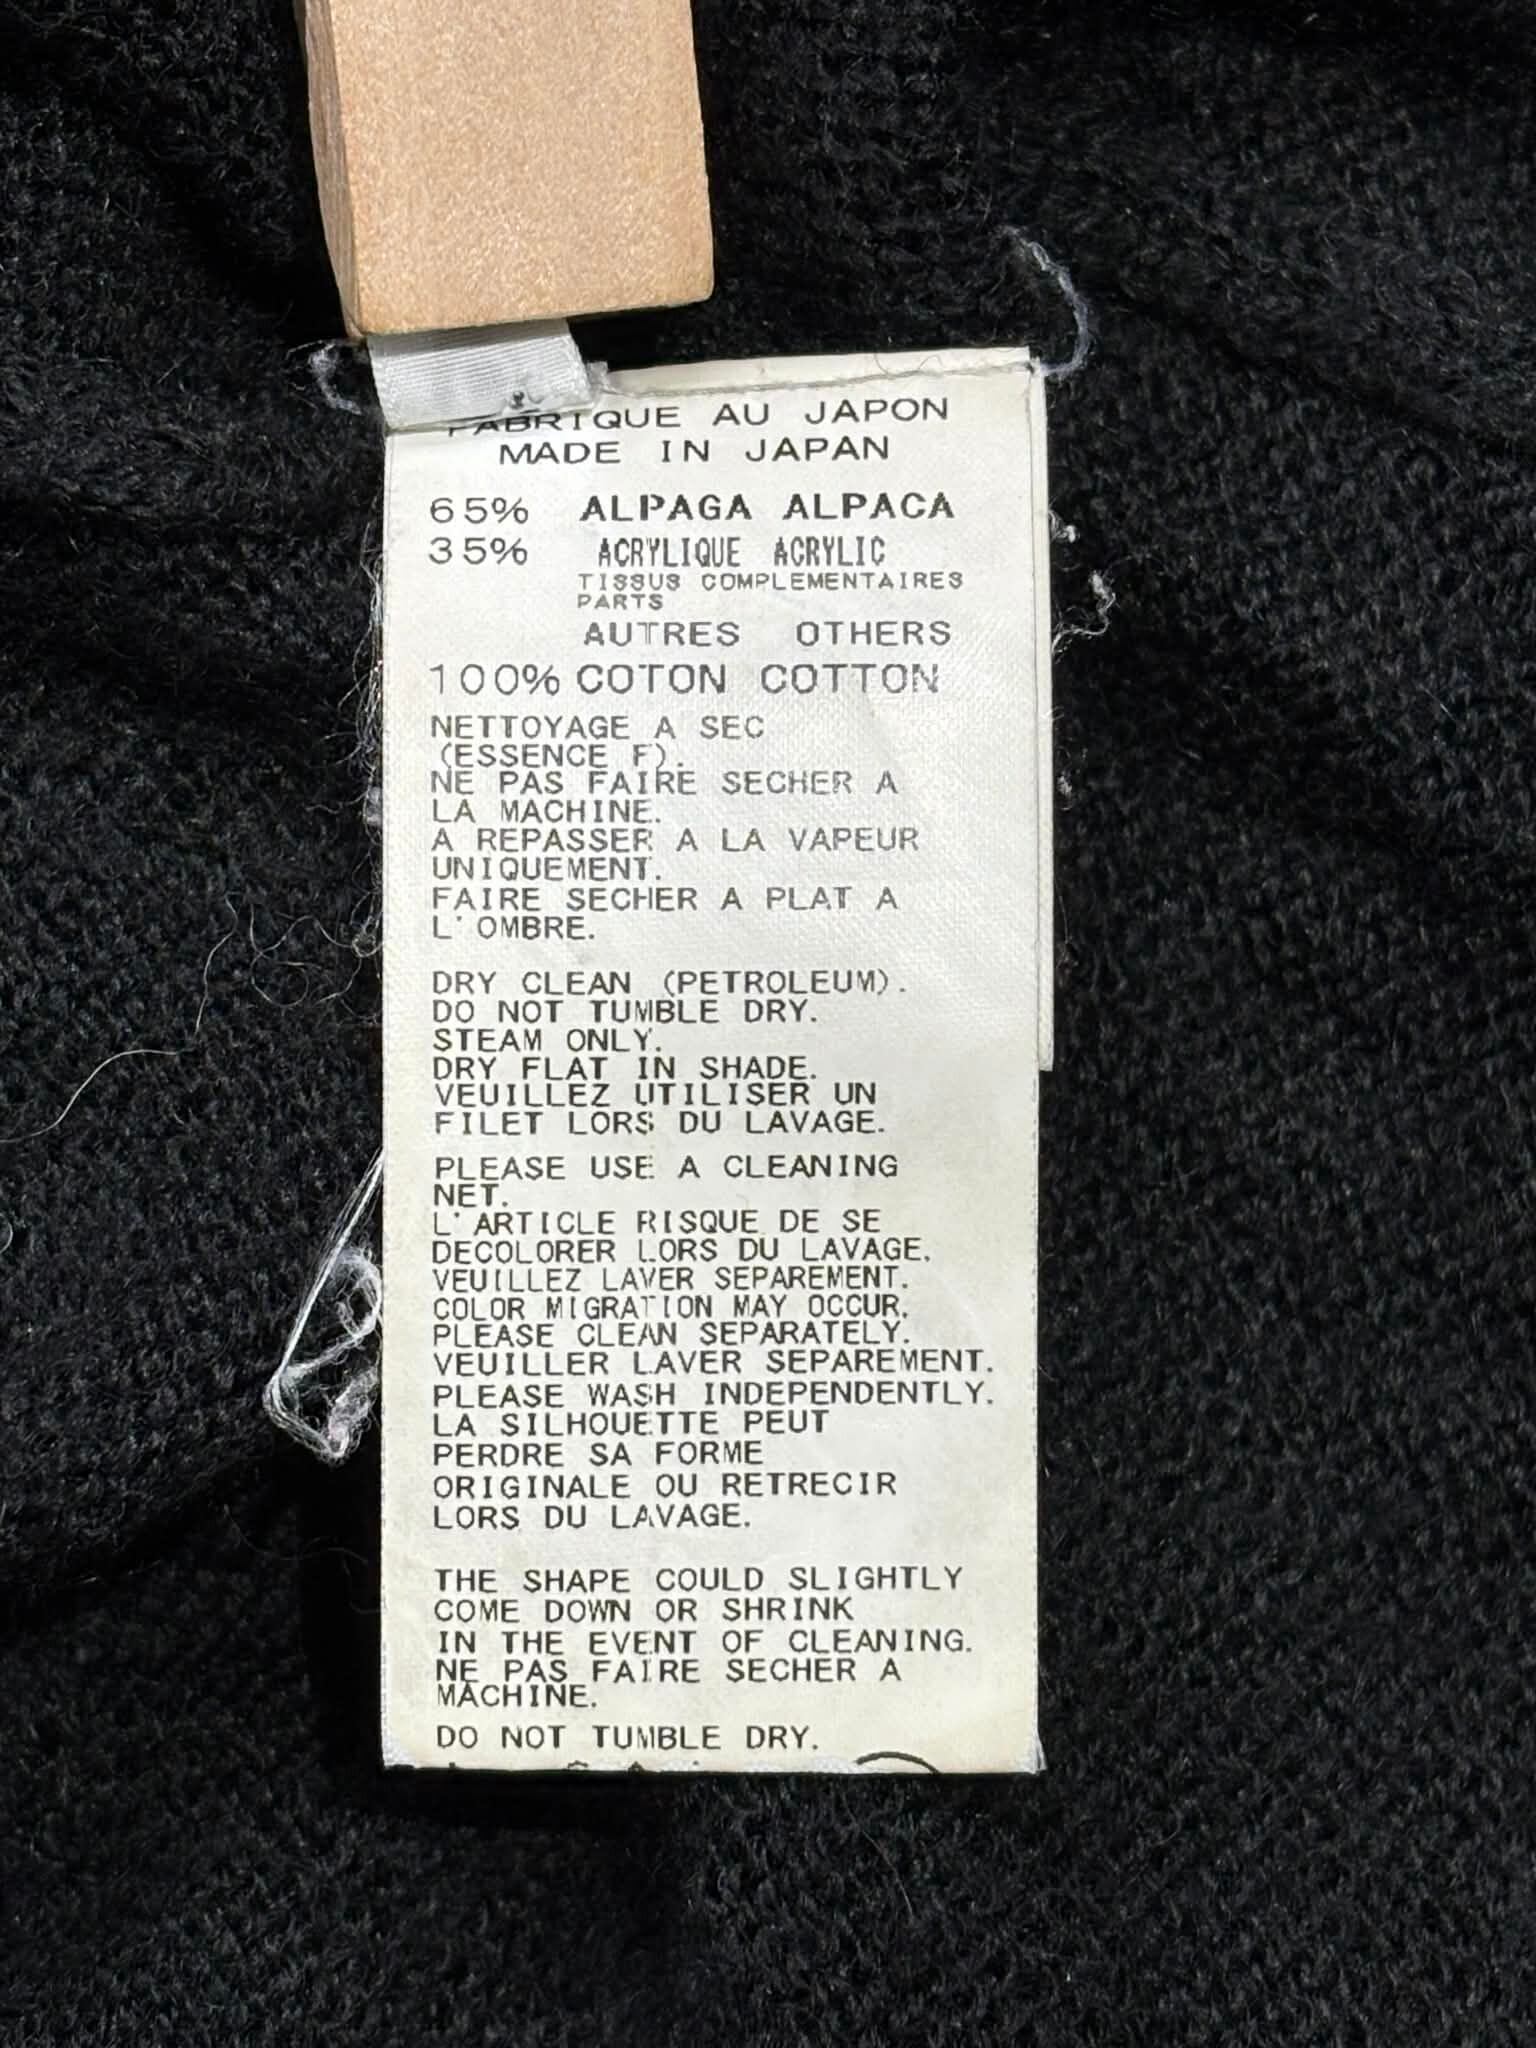 FABRIQUE AU JAPON
MADE IN JAPAN
65% ALPAGA ALPACA
35% ACRYLIQUE ACRYLIC
TISSUS COMPLEMENTAIRES
PARTS
AUTRES OTHERS
100% COTON COTTON
NETTOYAGE A SEC
(ESSENCE F).
NE PAS FAIRE SECHER A
LA MACHINE.
A REPASSER A LA VAPEUR
UNIQUEMENT.
FAIRE SECHER A PLAT A
L'OMBRE.
DRY CLEAN (PETROLEUM).
DO NOT TUMBLE DRY.
STEAM ONLY.
DRY FLAT IN SHADE.
VEUILLEZ UTILISER UN
FILET LORS DU LAVAGE.
PLEASE USE A CLEANING
NET.
L'ARTICLE RISQUE DE SE
DECOLORER LORS DU LAVAGE.
VEUILLEZ LAVER SEPAREMENT.
COLOR MIGRATION MAY OCCUR.
PLEASE CLEAN SEPARATELY.
VEUILLER LAVER SEPAREMENT.
PLEASE WASH INDEPENDENTLY.
LA SILHOUETTE PEUT
PERDRE SA FORME
ORIGINALE OU RETRECIR
LORS DU LAVAGE.
THE SHAPE COULD SLIGHTLY
COME DOWN OR SHRINK
IN THE EVENT OF CLEANING.
NE PAS FAIRE SECHER A
MACHINE.
DO NOT TUMBLE DRY.